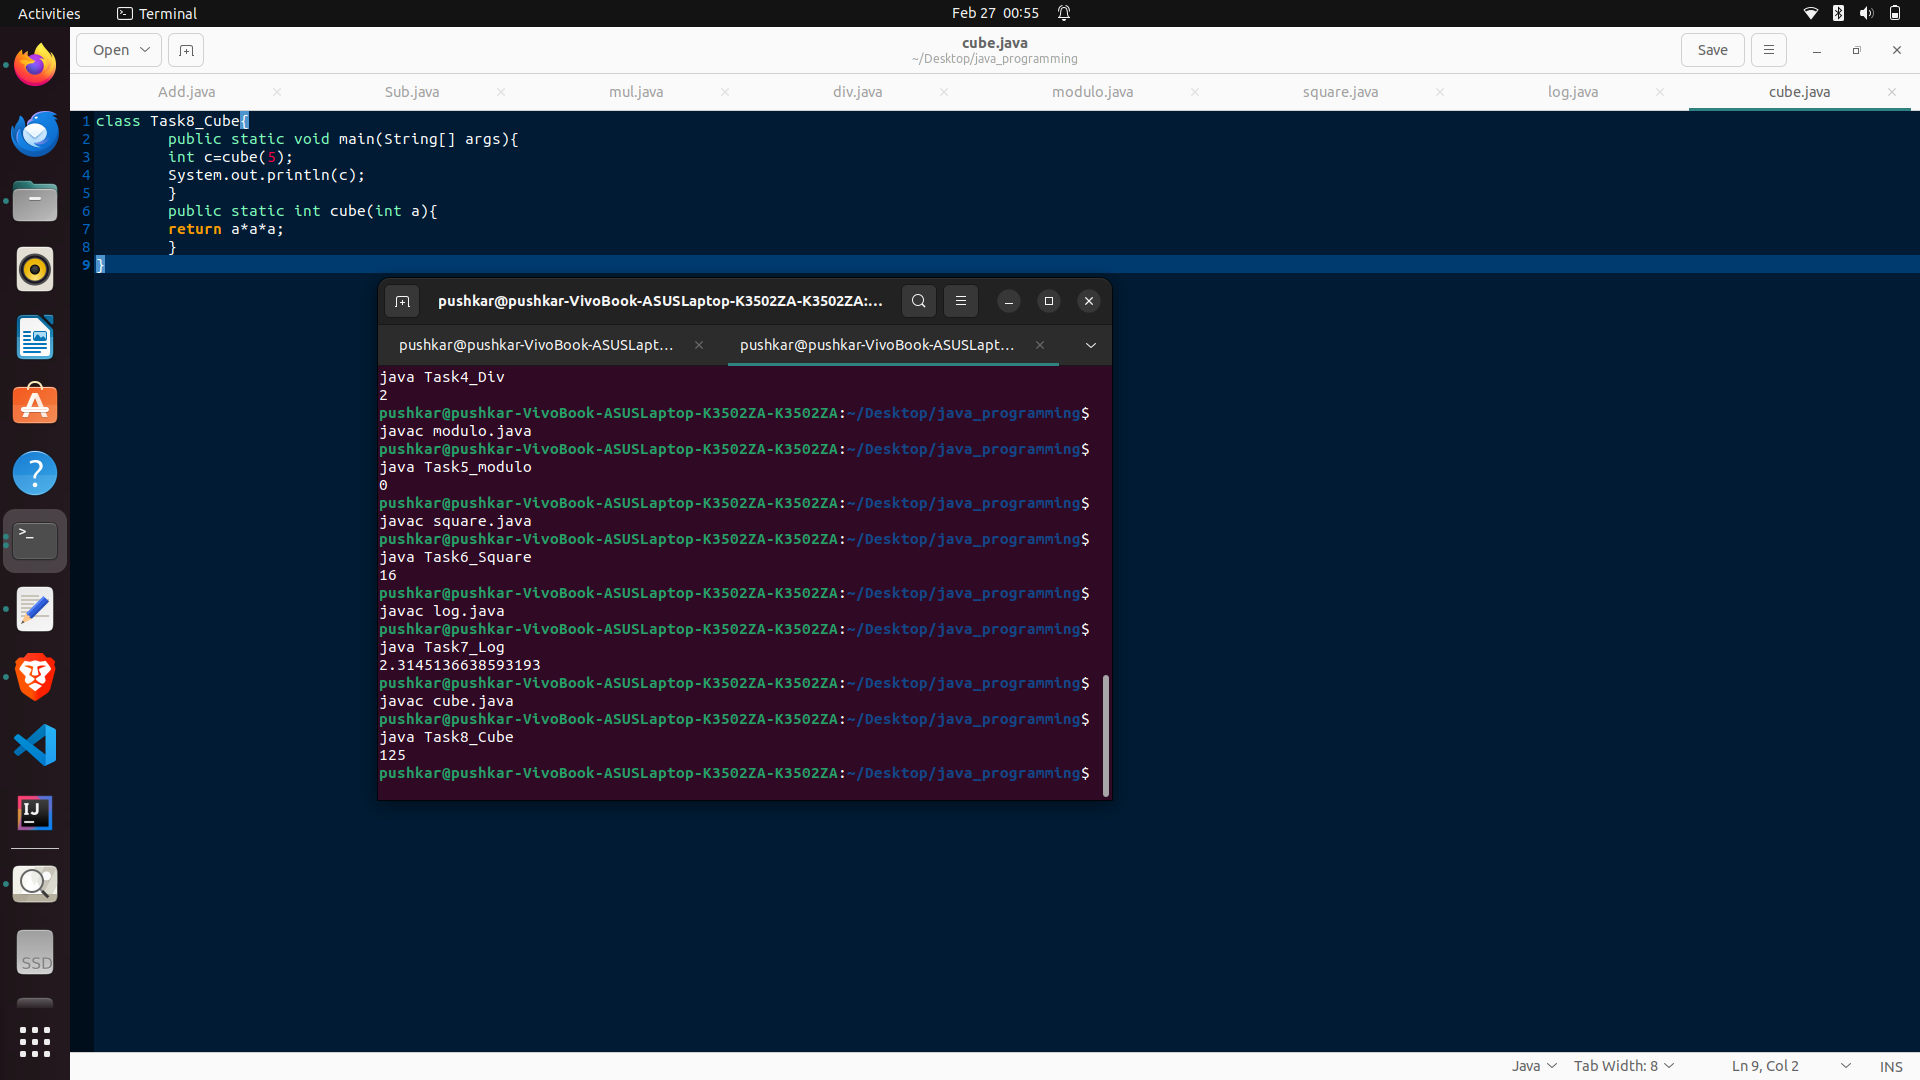 Activities Terminal Feb 27 00:55
Open cube.java Save
~/Desktop/java_programming
Add.java Sub.java mul.java div.java modulo.java square.java log.java cube.java
1 class Task8_Cube{
2 public static void main(String[] args){
3 int c=cube(5);
4 System.out.println(c);
5 }
6 public static int cube(int a){
7 return a*a*a;
8 }
9 }
pushkar@pushkar-VivoBook-ASUSLaptop-K3502ZA-K3502ZA:...
pushkar@pushkar-VivoBook-ASUSLapt... pushkar@pushkar-VivoBook-ASUSLapt...
java Task4_Div
2
pushkar@pushkar-VivoBook-ASUSLaptop-K3502ZA-K3502ZA:~/Desktop/java_programming$
javac modulo.java
pushkar@pushkar-VivoBook-ASUSLaptop-K3502ZA-K3502ZA:~/Desktop/java_programming$
java Task5_modulo
0
pushkar@pushkar-VivoBook-ASUSLaptop-K3502ZA-K3502ZA:~/Desktop/java_programming$
javac square.java
pushkar@pushkar-VivoBook-ASUSLaptop-K3502ZA-K3502ZA:~/Desktop/java_programming$
java Task6_Square
16
pushkar@pushkar-VivoBook-ASUSLaptop-K3502ZA-K3502ZA:~/Desktop/java_programming$
javac log.java
pushkar@pushkar-VivoBook-ASUSLaptop-K3502ZA-K3502ZA:~/Desktop/java_programming$
java Task7_Log
2.3145136638593193
pushkar@pushkar-VivoBook-ASUSLaptop-K3502ZA-K3502ZA:~/Desktop/java_programming$
javac cube.java
pushkar@pushkar-VivoBook-ASUSLaptop-K3502ZA-K3502ZA:~/Desktop/java_programming$
java Task8_Cube
125
pushkar@pushkar-VivoBook-ASUSLaptop-K3502ZA-K3502ZA:~/Desktop/java_programming$
IJ
SSD
Java Tab Width: 8 Ln 9, Col 2 INS